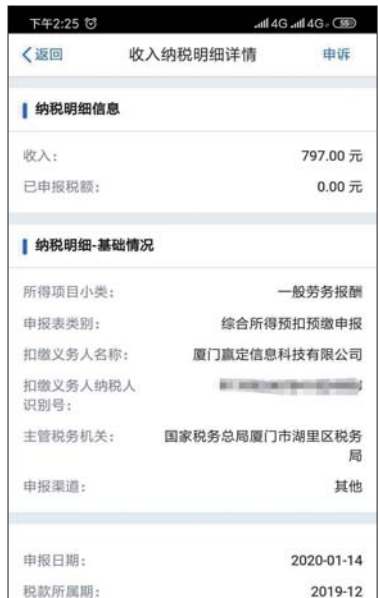 下午2:25 4G 4G 55
返回 收入纳税明细详情 申诉
纳税明细信息
收入： 797.00 元
已申报税额： 0.00 元
纳税明细-基础情况
所得项目小类： 一般劳务报酬
申报表类别： 综合所得预扣预缴申报
扣缴义务人名称： 厦门赢定信息科技有限公司
扣缴义务人纳税人
识别号：
主管税务机关： 国家税务总局厦门市湖里区税务
局
申报渠道： 其他
申报日期： 2020-01-14
税款所属期： 2019-12